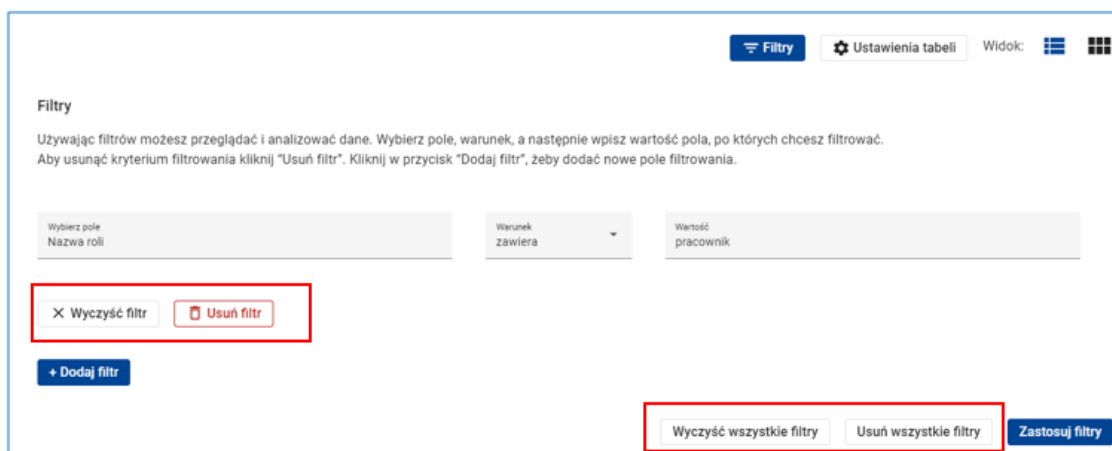 Filtry
Ustawienia tabeli
Widok:
Filtry
Używając filtrów możesz przeglądać i analizować dane. Wybierz pole, warunek, a następnie wpisz wartość pola, po których chcesz filtrować.
Aby usunąć kryterium filtrowania kliknij “Usuń filtr”. Kliknij w przycisk “Dodaj filtr”, żeby dodać nowe pole filtrowania.
Wybierz pole
Nazwa roli
Warunek
zawiera
Wartość
pracownik
Wyczyść filtr
Usuń filtr
+ Dodaj filtr
Wyczyść wszystkie filtry
Usuń wszystkie filtry
Zastosuj filtry